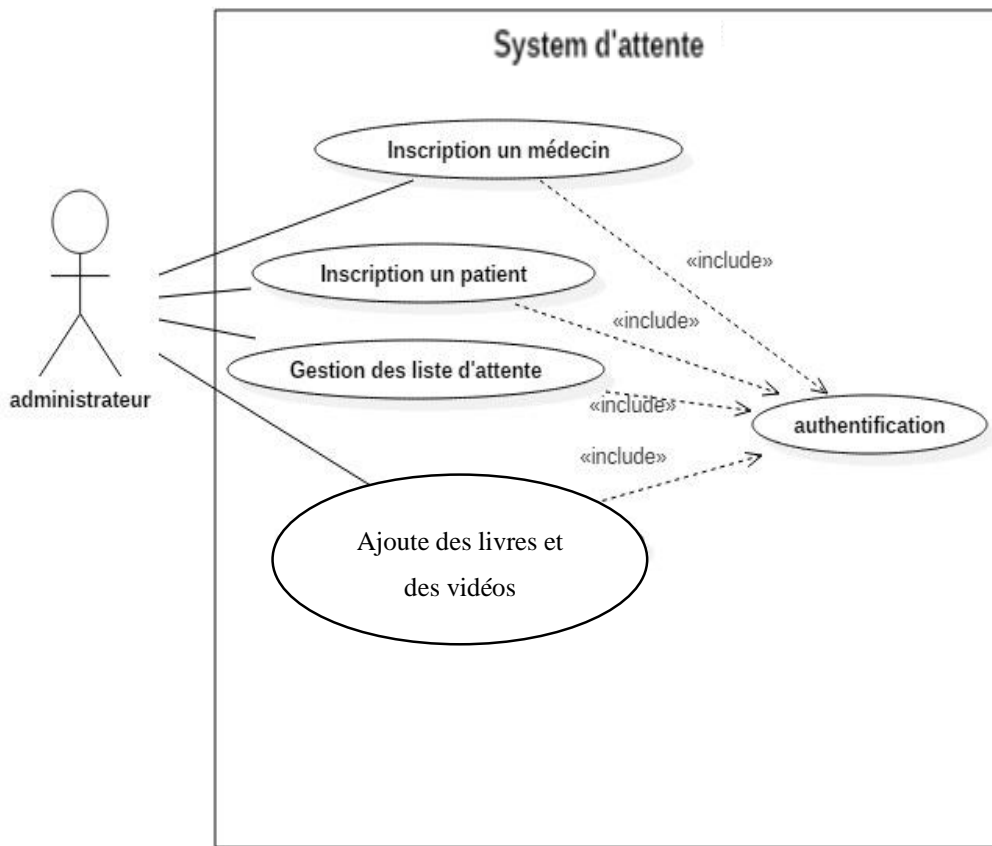 System d'attente
Inscription un médecin
«include»
Inscription un patient
«include»
Gestion des liste d'attente
administrateur
«include»
authentification
«include»
Ajoute des livres et
des vidéos